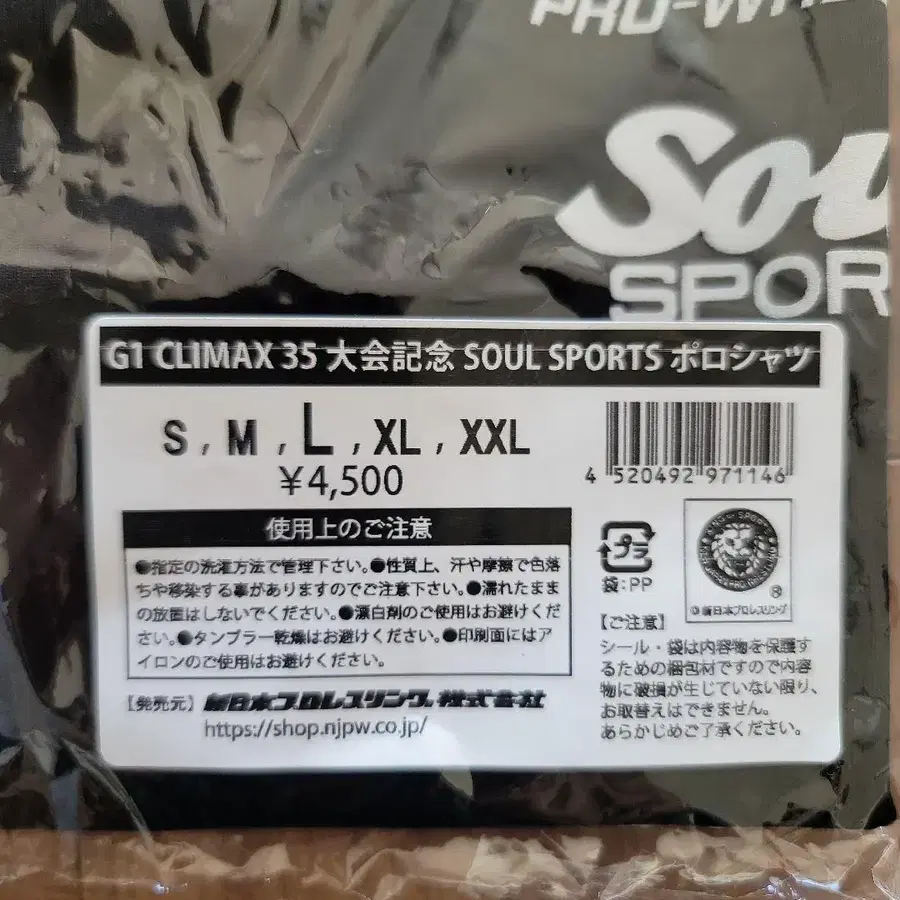 PRO-WRE
Sou
SPOR
G1 CLIMAX 35 大会記念 SOUL SPORTS ポロシャツ
S , M , L , XL , XXL
¥4,500
4 520492 971146
使用上のご注意
●指定の洗濯方法で管理下さい。●性質上、汗や摩擦で色落
ちや移染する事がありますのでご注意下さい。●濡れたまま
の放置はしないでください。●漂白剤のご使用はお避けくだ
さい。●タンブラー乾燥はお避けください。●印刷面にはア
イロンのご使用はお避けください。
【発売元】 新日本プロレスリング株式会社
https://shop.njpw.co.jp/
プラ
袋:PP
®
©新日本プロレスリング
【ご注意】
シール・袋は内容物を保護す
るための梱包材ですので内容
物に破損が生じていない限り、
お取替えはできません。
あらかじめご了承ください。